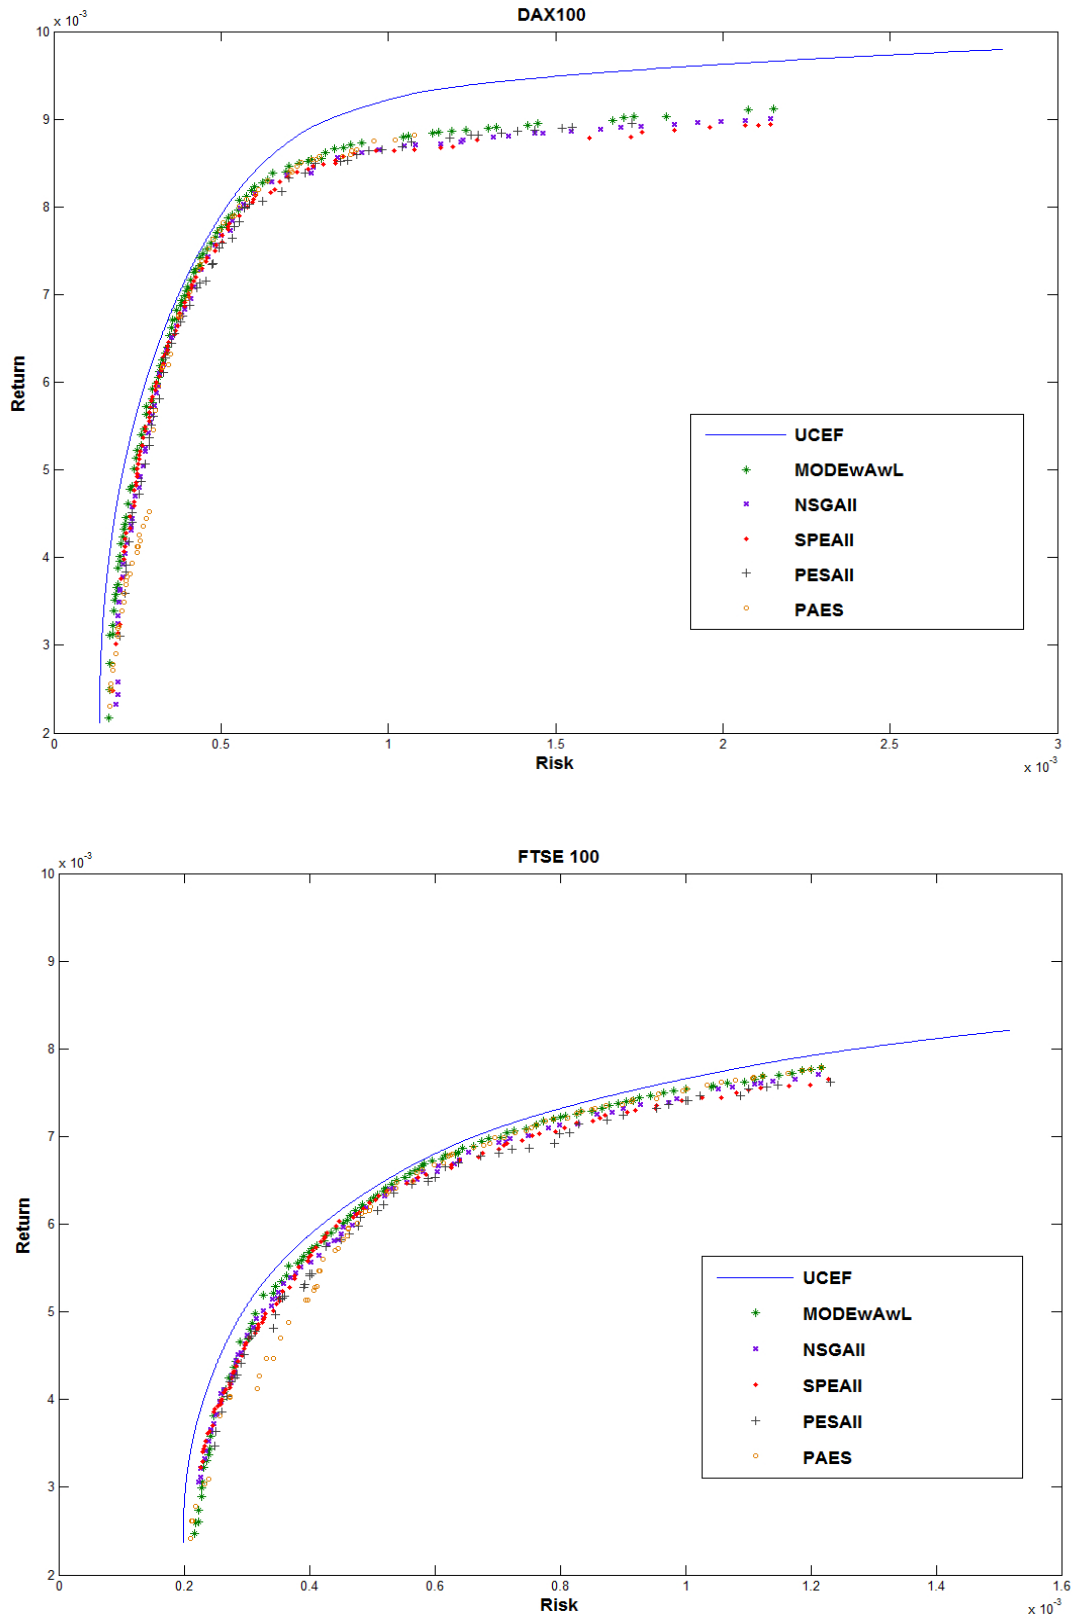 DAX100
x 10⁻³
10
9
8
7
6
5
4
3
2
Return
UCEF
MODEwAwL
NSGAII
SPEAII
PESAII
PAES
0 0.5 1 1.5 2 2.5 3
Risk
x 10⁻³
FTSE 100
x 10⁻³
10
9
8
7
6
5
4
3
2
Return
UCEF
MODEwAwL
NSGAII
SPEAII
PESAII
PAES
0 0.2 0.4 0.6 0.8 1 1.2 1.4 1.6
Risk
x 10⁻³